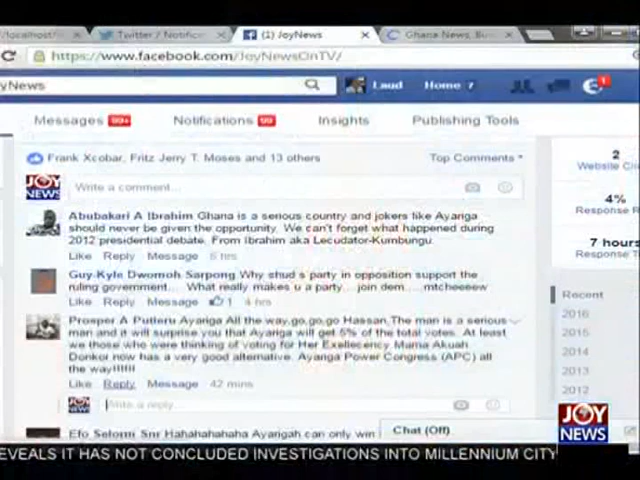 /localhost/
Twitter / Notific
(1) JoyNews
Ghana News, Bus
https://www.facebook.com/JoyNewsOnTV/
yNews
Laud
Home 7
1
Messages 99+
Notifications 99
Insights
Publishing Tools
Frank Xcobar, Fritz Jerry T. Moses and 13 others
Top Comments
JOY NEWS
Write a comment...
Abubakari A Ibrahim Ghana is a serious country and jokers like Ayariga
should never be given the opportunity. We can't forget what happened during
2012 presidential debate. From Ibrahim aka Lecudator-Kumbungu.
Like Reply Message 5 hrs
Guy-Kyle Dwomoh Sarpong Why shud s party in opposition support the
ruling government... What really makes u a party...join dem.....mtcheeeew
Like Reply Message 1 4 hrs
Prosper A Putleru Ayariga All the way,go,go,go Hassan.The man is a serious
man and it will surprise you that Ayariga will get 5% of the total votes. At least
we those who were thinking of voting for Her Exellecency Mama Akuah
Donkor now has a very good alternative. Ayariga Power Congress (APC) all
the way!!!!!!
Like Reply Message 42 mins
Write a reply...
Efo Selorm Snr Hahahahahaha Ayarigah can only win
Chat (Off)
2
Website Cli
4%
Response R
7 hours
Response Ti
Recent
2016
2015
2014
2013
2012
JOY
NEWS
EVEALS IT HAS NOT CONCLUDED INVESTIGATIONS INTO MILLENNIUM CITY